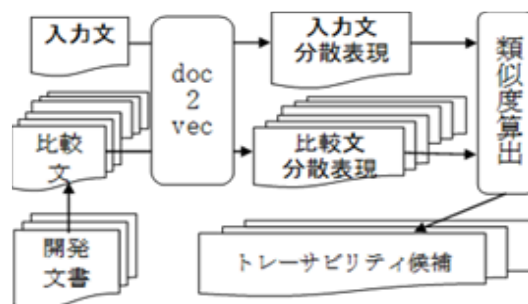 入力文
doc
2
vec
入力文
分散表現
類似度算出
比較
文
比較文
分散表現
開発
文書
トレーサビリティ候補